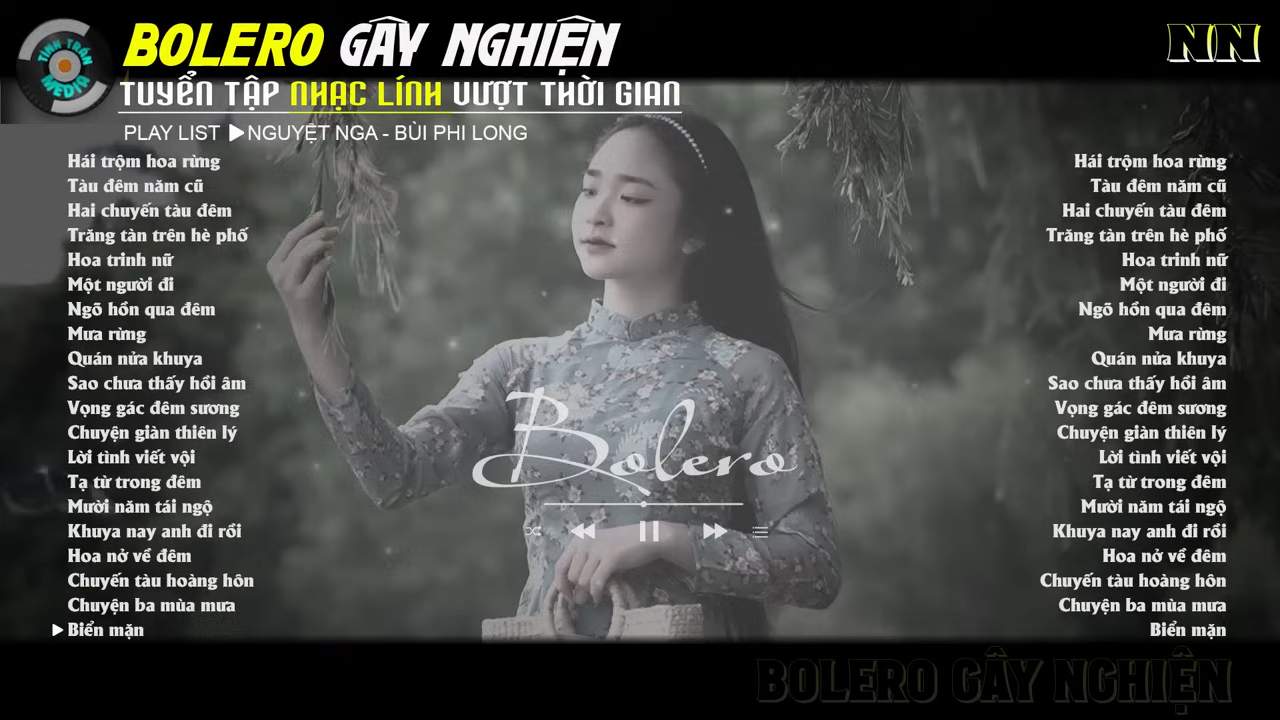 TÌNH TRẦN
MEDIA
BOLERO GÂY NGHIỆN
NN
TUYỂN TẬP NHẠC LÍNH VƯỢT THỜI GIAN
PLAY LIST ▶NGUYỆT NGA - BÙI PHI LONG
Hái trộm hoa rừng
Tàu đêm năm cũ
Hai chuyến tàu đêm
Trăng tàn trên hè phố
Hoa trinh nữ
Một người đi
Ngõ hồn qua đêm
Mưa rừng
Quán nửa khuya
Sao chưa thấy hồi âm
Vọng gác đêm sương
Chuyện giàn thiên lý
Lời tình viết vội
Tạ từ trong đêm
Mười năm tái ngộ
Khuya nay anh đi rồi
Hoa nở về đêm
Chuyến tàu hoàng hôn
Chuyện ba mùa mưa
Biển mặn
Bolero
Hái trộm hoa rừng
Tàu đêm năm cũ
Hai chuyến tàu đêm
Trăng tàn trên hè phố
Hoa trinh nữ
Một người đi
Ngõ hồn qua đêm
Mưa rừng
Quán nửa khuya
Sao chưa thấy hồi âm
Vọng gác đêm sương
Chuyện giàn thiên lý
Lời tình viết vội
Tạ từ trong đêm
Mười năm tái ngộ
Khuya nay anh đi rồi
Hoa nở về đêm
Chuyến tàu hoàng hôn
Chuyện ba mùa mưa
Biển mặn
BOLERO GÂY NGHIỆN